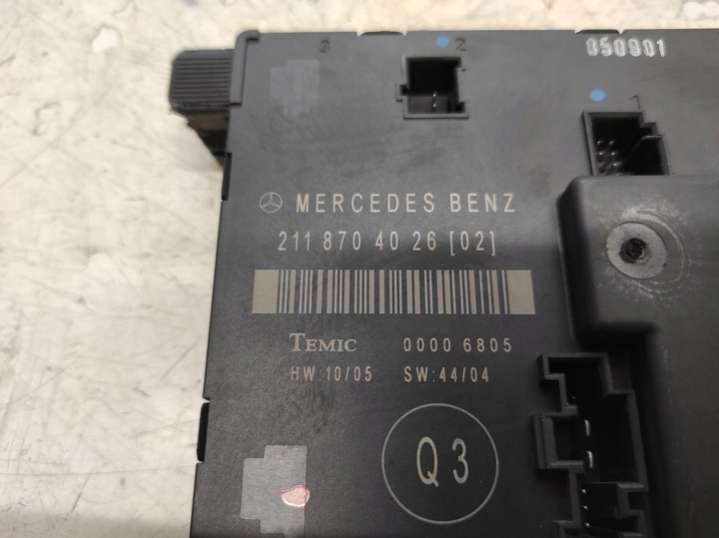 3
2
050901
1
MERCEDES BENZ
211 870 40 26 [02]
TEMIC 0000 6805
HW:10/05 SW:44/04
Q3